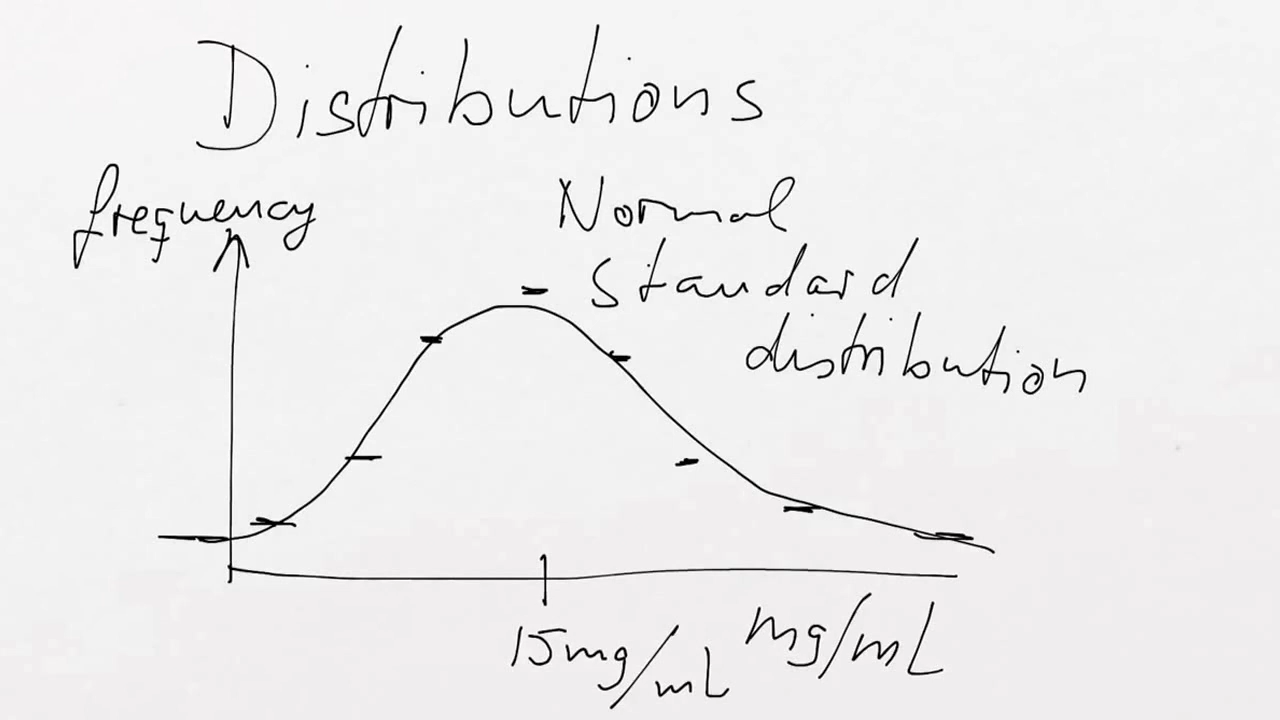 Distributions
frequency
Normal
standard
distribution
15mg/mL
mg/mL